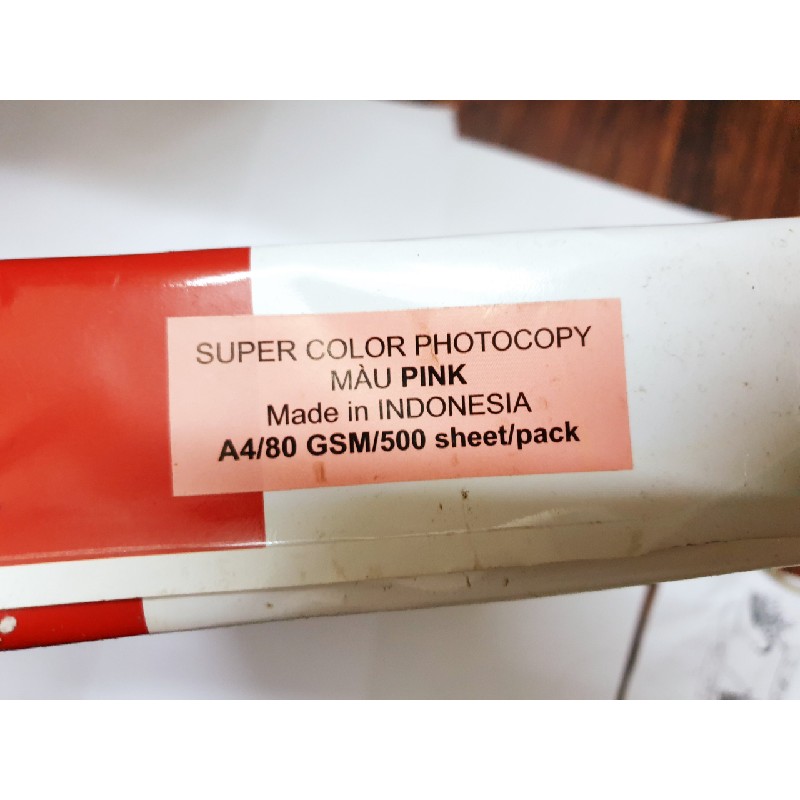 SUPER COLOR PHOTOCOPY
MÀU PINK
Made in INDONESIA
A4/80 GSM/500 sheet/pack